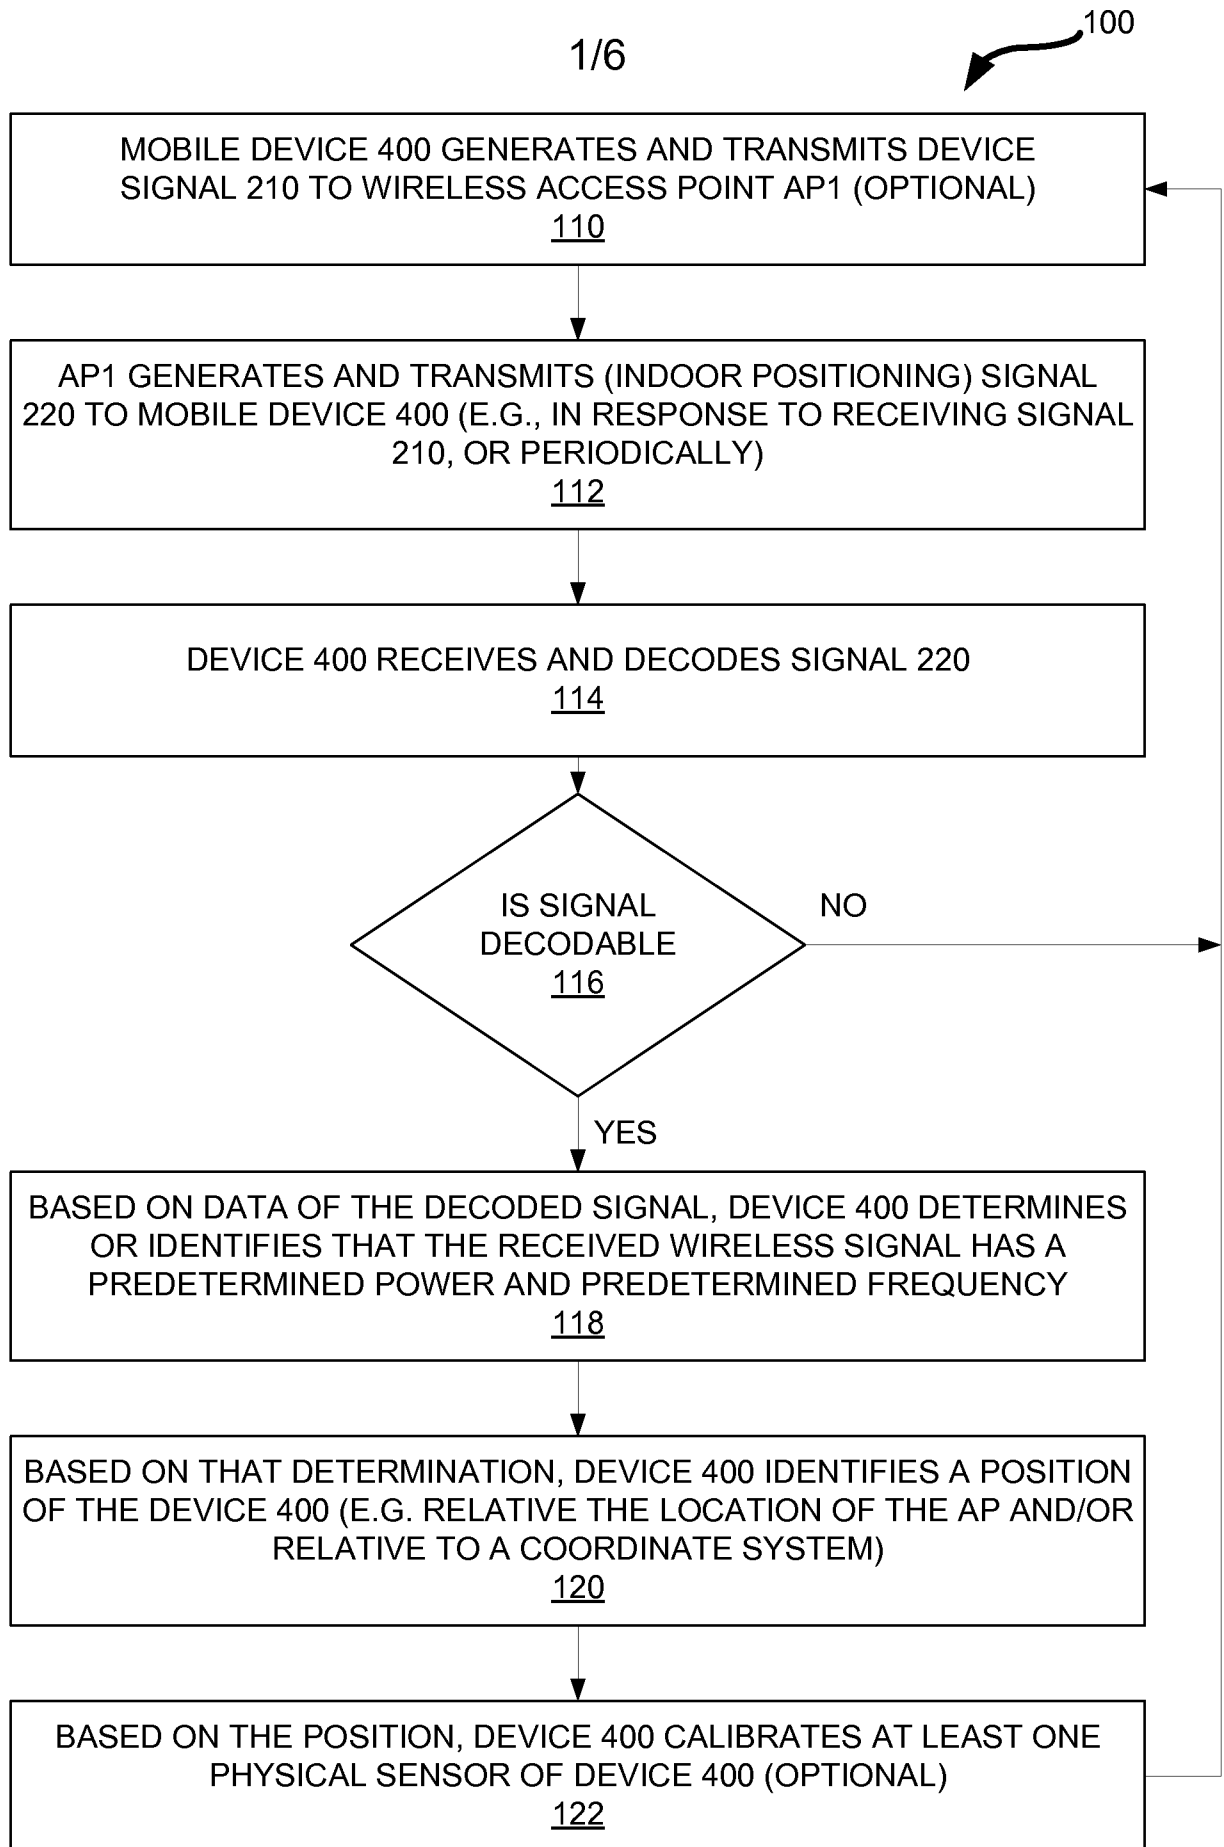 1/6
100
MOBILE DEVICE 400 GENERATES AND TRANSMITS DEVICE
SIGNAL 210 TO WIRELESS ACCESS POINT AP1 (OPTIONAL)
110
AP1 GENERATES AND TRANSMITS (INDOOR POSITIONING) SIGNAL
220 TO MOBILE DEVICE 400 (E.G., IN RESPONSE TO RECEIVING SIGNAL
210, OR PERIODICALLY)
112
DEVICE 400 RECEIVES AND DECODES SIGNAL 220
114
IS SIGNAL
DECODABLE
116
NO
YES
BASED ON DATA OF THE DECODED SIGNAL, DEVICE 400 DETERMINES
OR IDENTIFIES THAT THE RECEIVED WIRELESS SIGNAL HAS A
PREDETERMINED POWER AND PREDETERMINED FREQUENCY
118
BASED ON THAT DETERMINATION, DEVICE 400 IDENTIFIES A POSITION
OF THE DEVICE 400 (E.G. RELATIVE THE LOCATION OF THE AP AND/OR
RELATIVE TO A COORDINATE SYSTEM)
120
BASED ON THE POSITION, DEVICE 400 CALIBRATES AT LEAST ONE
PHYSICAL SENSOR OF DEVICE 400 (OPTIONAL)
122